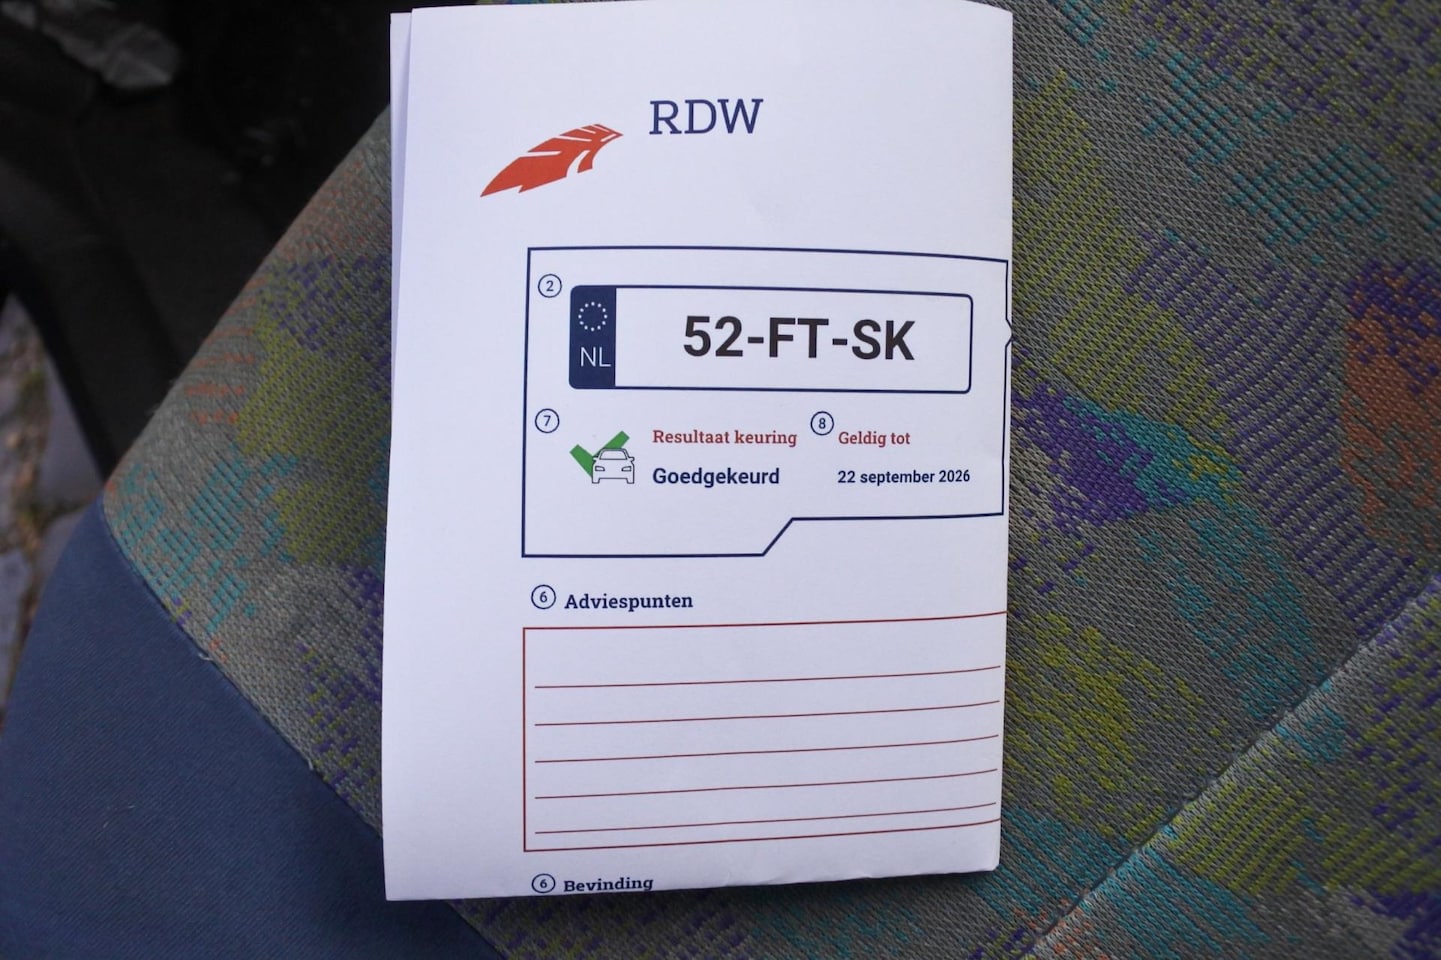 RDW
2
NL
52-FT-SK
7
Resultaat keuring
Goedgekeurd
8
Geldig tot
22 september 2026
6 Adviespunten
6 Bevinding